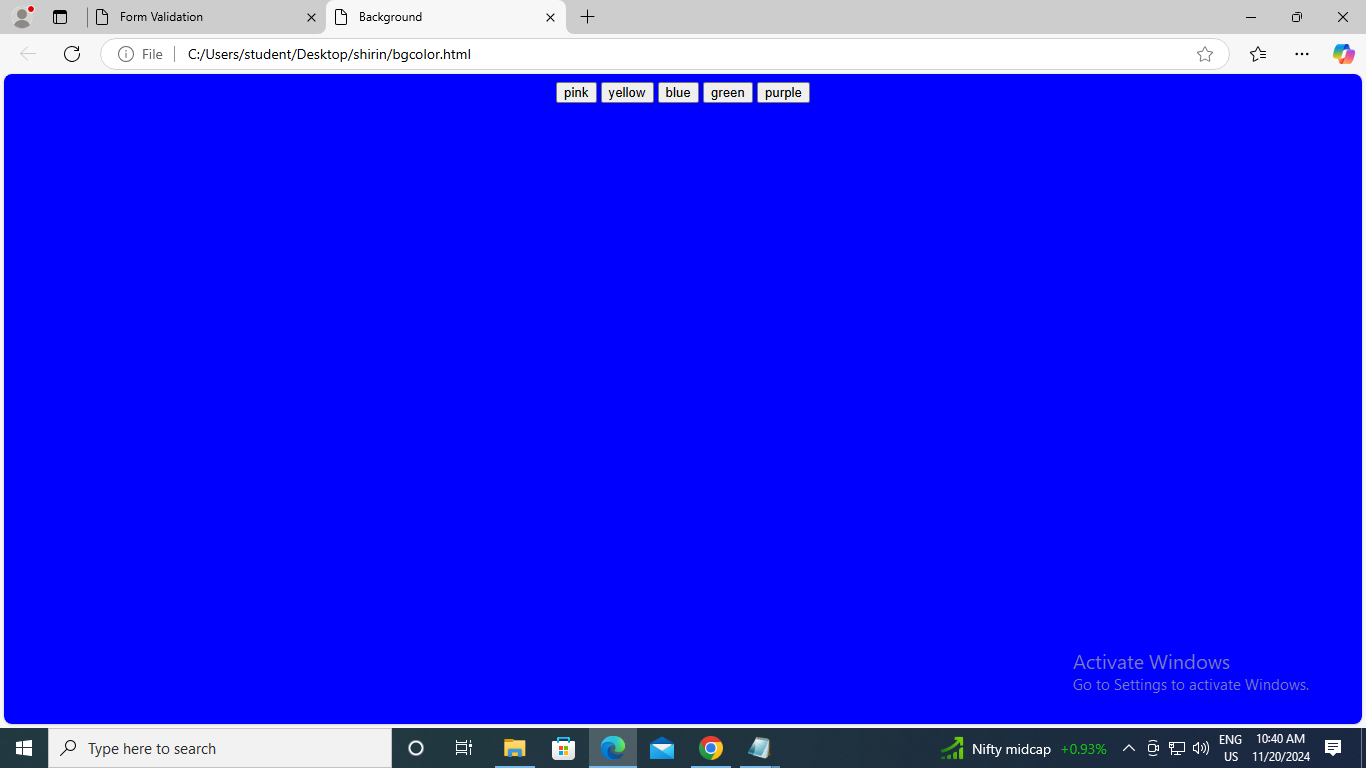 Form Validation
Background
File
C:/Users/student/Desktop/shirin/bgcolor.html
pink yellow blue green purple
Activate Windows
Go to Settings to activate Windows.
Type here to search
Nifty midcap +0.93%
ENG
US
10:40 AM
11/20/2024